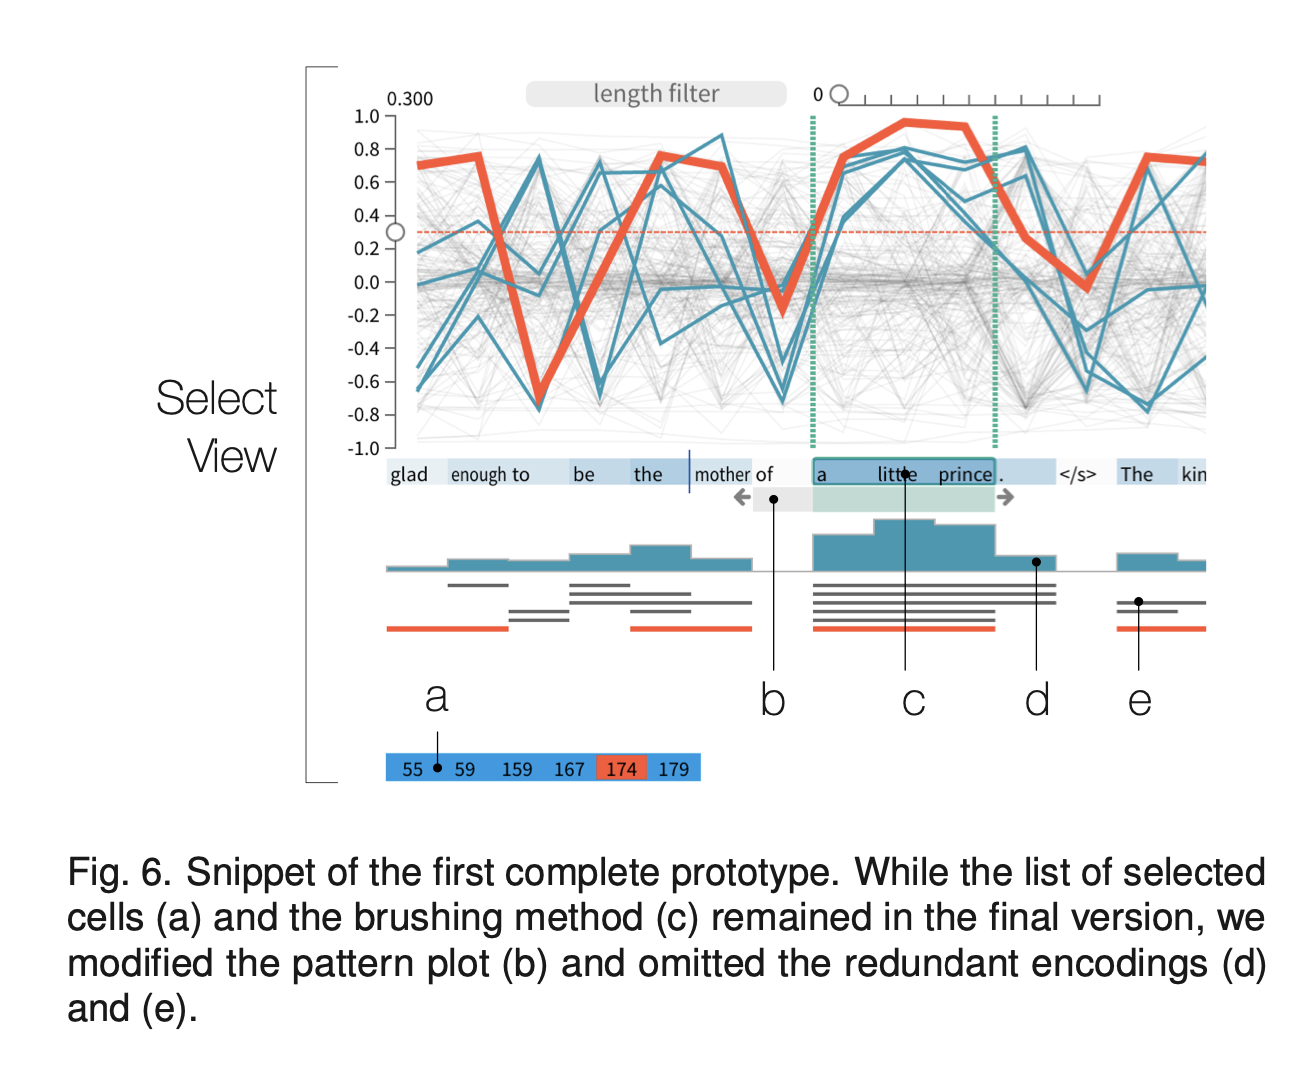 length filter
0.300
0
1.0
0.8
0.6
0.4
0.2
0.0
-0.2
-0.4
-0.6
-0.8
-1.0
Select
View
glad enough to be the mother of a little prince . </s> The kin
a
b
c
d
e
55 59 159 167 174 179
Fig. 6. Snippet of the first complete prototype. While the list of selected
cells (a) and the brushing method (c) remained in the final version, we
modified the pattern plot (b) and omitted the redundant encodings (d)
and (e).